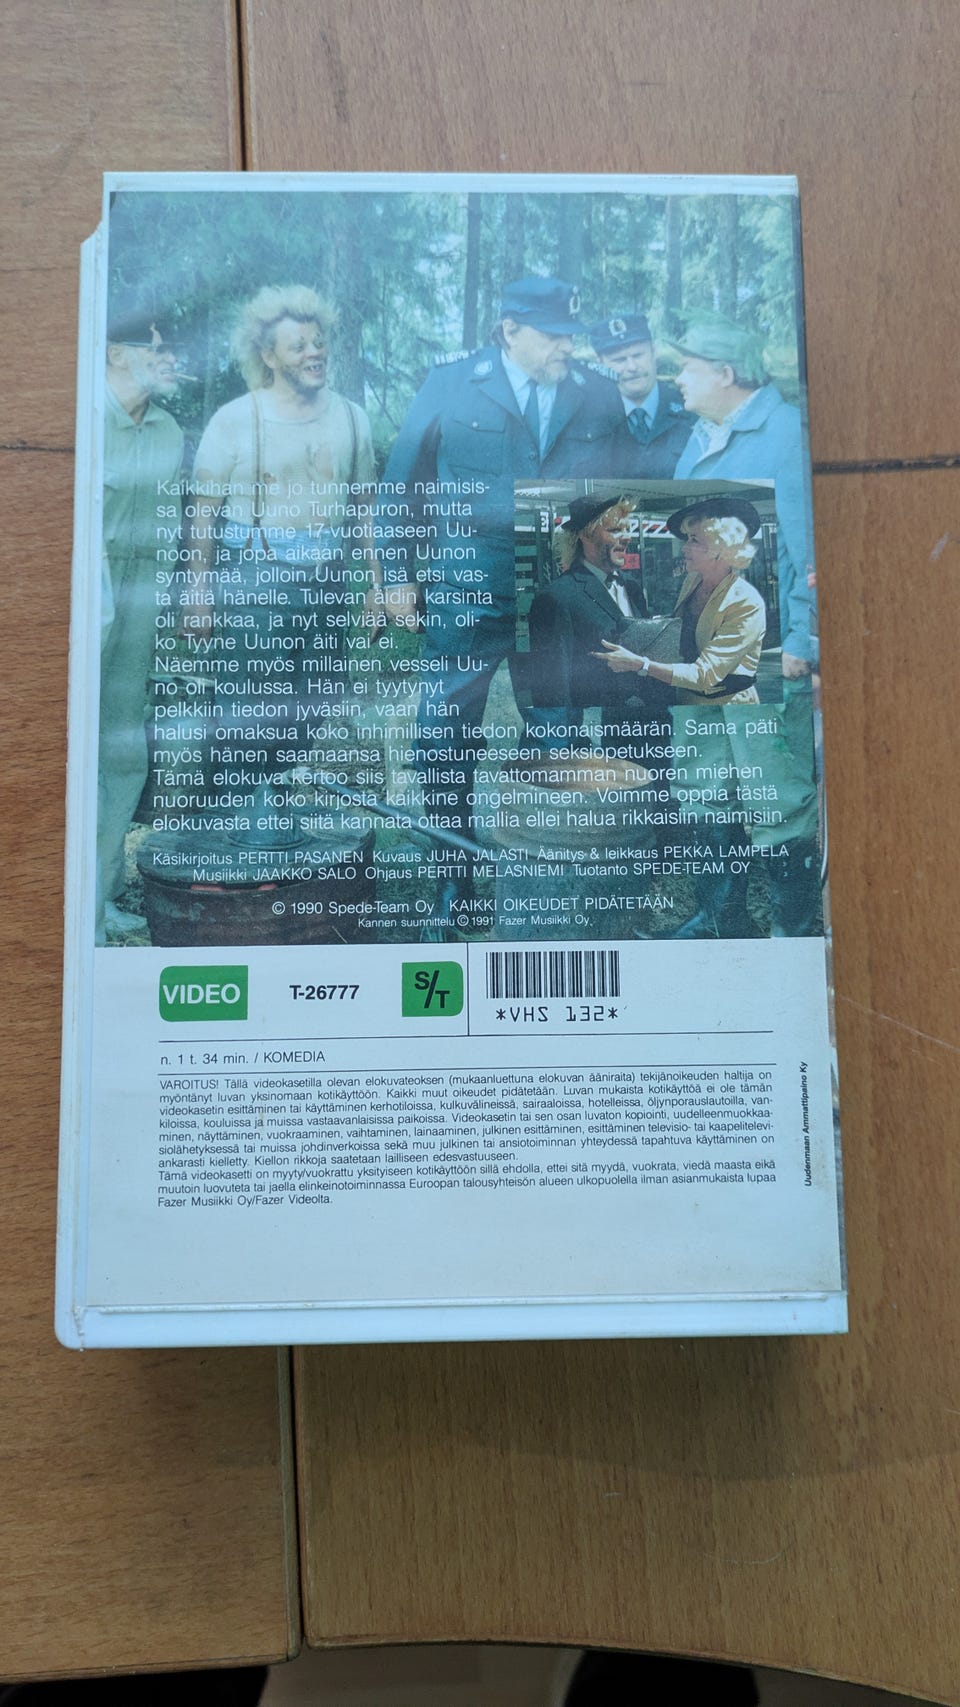 Kaikkihan me jo tunnemme naimisis-
sa olevan Uuno Turhapuron, mutta
nyt tutustumme 17-vuotiaaseen Uu-
noon, ja jopa aikaan ennen Uunon
syntymää, jolloin Uunon isä etsi vas-
ta äitiä hänelle. Tulevan äidin karsinta
oli rankkaa, ja nyt selviää sekin, oli-
ko Tyyne Uunon äiti vai ei.
Näemme myös millainen vesseli Uu-
no oli koulussa. Hän ei tyytynyt
pelkkiin tiedon jyväsiin, vaan hän
halusi omaksua koko inhimillisen tiedon kokonaismäärän. Sama päti
myös hänen saamaansa hienostuneeseen seksiopetukseen.
Tämä elokuva kertoo siis tavallista tavattomamman nuoren miehen
nuoruuden koko kirjosta kaikkine ongelmineen. Voimme oppia tästä
elokuvasta ettei siitä kannata ottaa mallia ellei halua rikkaisiin naimisiin.
Käsikirjoitus PERTTI PASANEN Kuvaus JUHA JALASTI Äänitys & leikkaus PEKKA LAMPELA
Musiikki JAAKKO SALO Ohjaus PERTTI MELASNIEMI Tuotanto SPEDE-TEAM OY
© 1990 Spede-Team Oy KAIKKI OIKEUDET PIDÄTETÄÄN
Kannen suunnittelu © 1991 Fazer Musiikki Oy.
VIDEO T-26777 S/T
*VHS 132*
n. 1 t. 34 min. / KOMEDIA
VAROITUS! Tällä videokasetilla olevan elokuvateoksen (mukaanluettuna elokuvan ääniraita) tekijänoikeuden haltija on
myöntänyt luvan yksinomaan kotikäyttöön. Kaikki muut oikeudet pidätetään. Luvan mukaista kotikäyttöä ei ole tämän
videokasetin esittäminen tai käyttäminen kerhotiloissa, kulkuvälineissä, sairaaloissa, hotelleissa, öljynporauslautoilla, van-
kiloissa, kouluissa ja muissa vastaavanlaisissa paikoissa. Videokasetin tai sen osan luvaton kopiointi, uudelleenmuokkaa-
minen, näyttäminen, vuokraaminen, vaihtaminen, lainaaminen, julkinen esittäminen, esittäminen televisio- tai kaapelitelevi-
siolähetyksessä tai muissa johdinverkoissa sekä muu julkinen tai ansiotoiminnan yhteydessä tapahtuva käyttäminen on
ankarasti kielletty. Kiellon rikkoja saatetaan lailliseen edesvastuuseen.
Tämä videokasetti on myyty/vuokrattu yksityiseen kotikäyttöön sillä ehdolla, ettei sitä myydä, vuokrata, viedä maasta eikä
muutoin luovuteta tai jaella elinkeinotoiminnassa Euroopan talousyhteisön alueen ulkopuolella ilman asianmukaista lupaa
Fazer Musiikki Oy/Fazer Videolta.
Uudenmaan Ammattipaino Ky